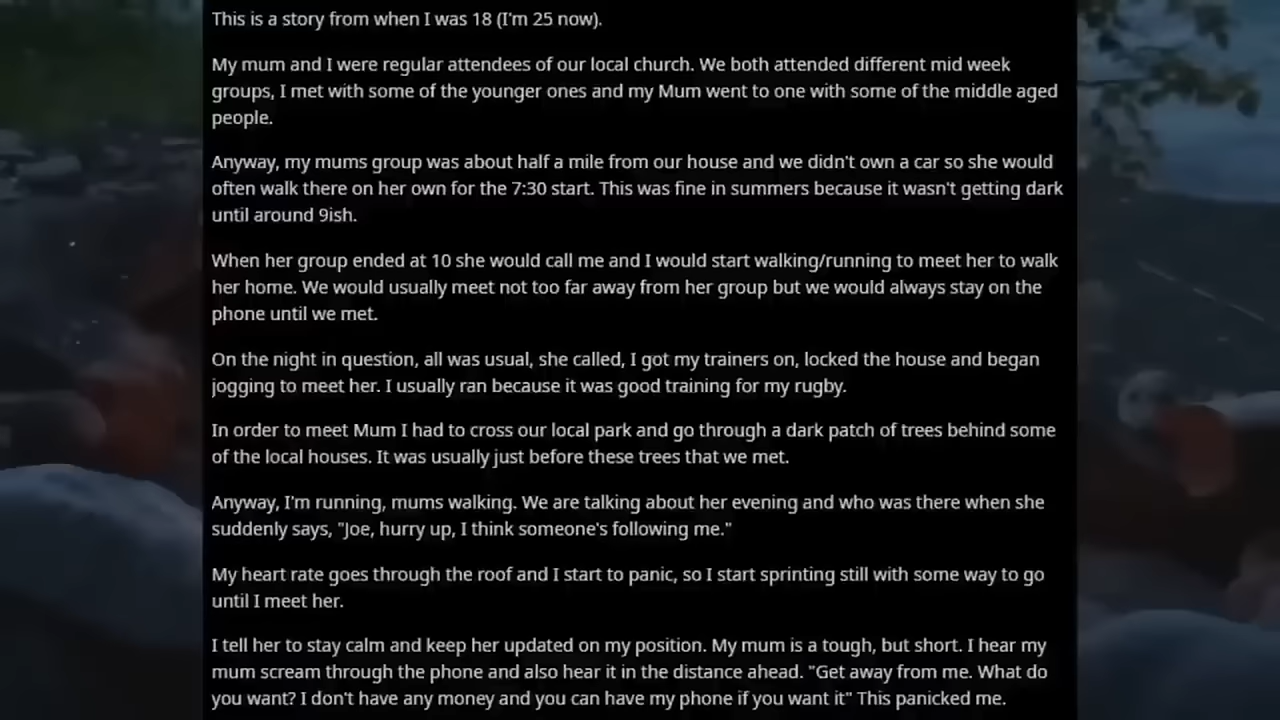 This is a story from when I was 18 (I'm 25 now).
My mum and I were regular attendees of our local church. We both attended different mid week
groups, I met with some of the younger ones and my Mum went to one with some of the middle aged
people.
Anyway, my mums group was about half a mile from our house and we didn't own a car so she would
often walk there on her own for the 7:30 start. This was fine in summers because it wasn't getting dark
until around 9ish.
When her group ended at 10 she would call me and I would start walking/running to meet her to walk
her home. We would usually meet not too far away from her group but we would always stay on the
phone until we met.
On the night in question, all was usual, she called, I got my trainers on, locked the house and began
jogging to meet her. I usually ran because it was good training for my rugby.
In order to meet Mum I had to cross our local park and go through a dark patch of trees behind some
of the local houses. It was usually just before these trees that we met.
Anyway, I'm running, mums walking. We are talking about her evening and who was there when she
suddenly says, "Joe, hurry up, I think someone's following me."
My heart rate goes through the roof and I start to panic, so I start sprinting still with some way to go
until I meet her.
I tell her to stay calm and keep her updated on my position. My mum is a tough, but short. I hear my
mum scream through the phone and also hear it in the distance ahead. "Get away from me. What do
you want? I don't have any money and you can have my phone if you want it" This panicked me.